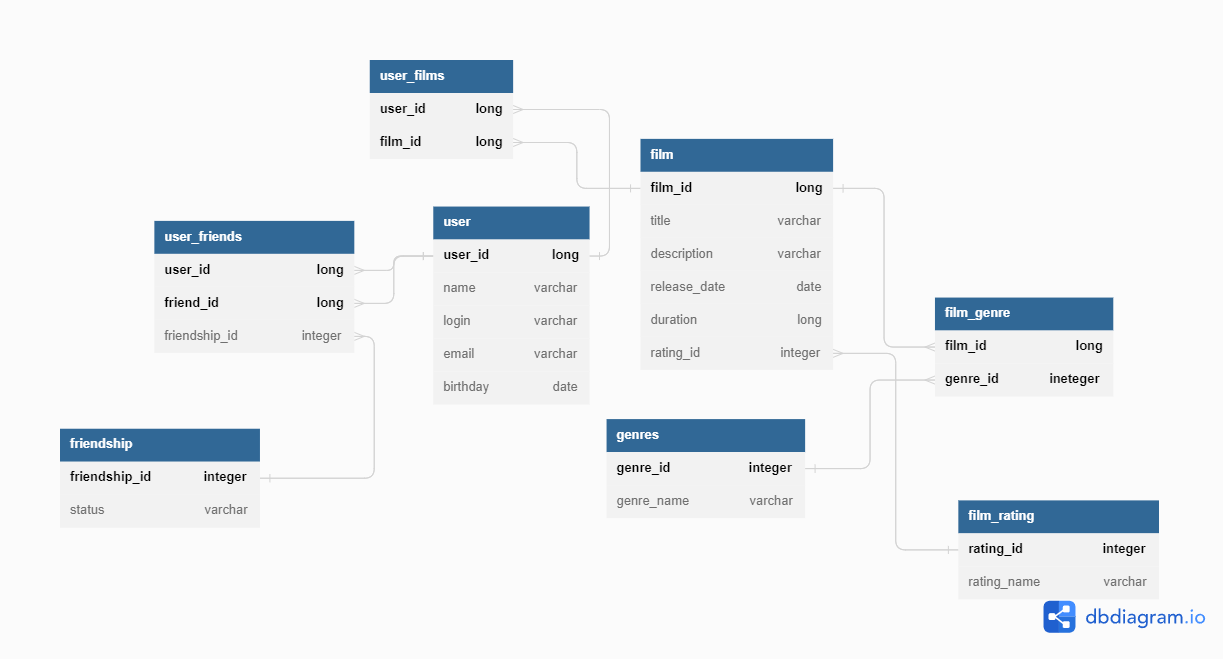 user_films
user_id long
film_id long
film
film_id long
title varchar
description varchar
release_date date
duration long
rating_id integer
user
user_id long
name varchar
login varchar
email varchar
birthday date
user_friends
user_id long
friend_id long
friendship_id integer
film_genre
film_id long
genre_id ineteger
friendship
friendship_id integer
status varchar
genres
genre_id integer
genre_name varchar
film_rating
rating_id integer
rating_name varchar
dbdiagram.io